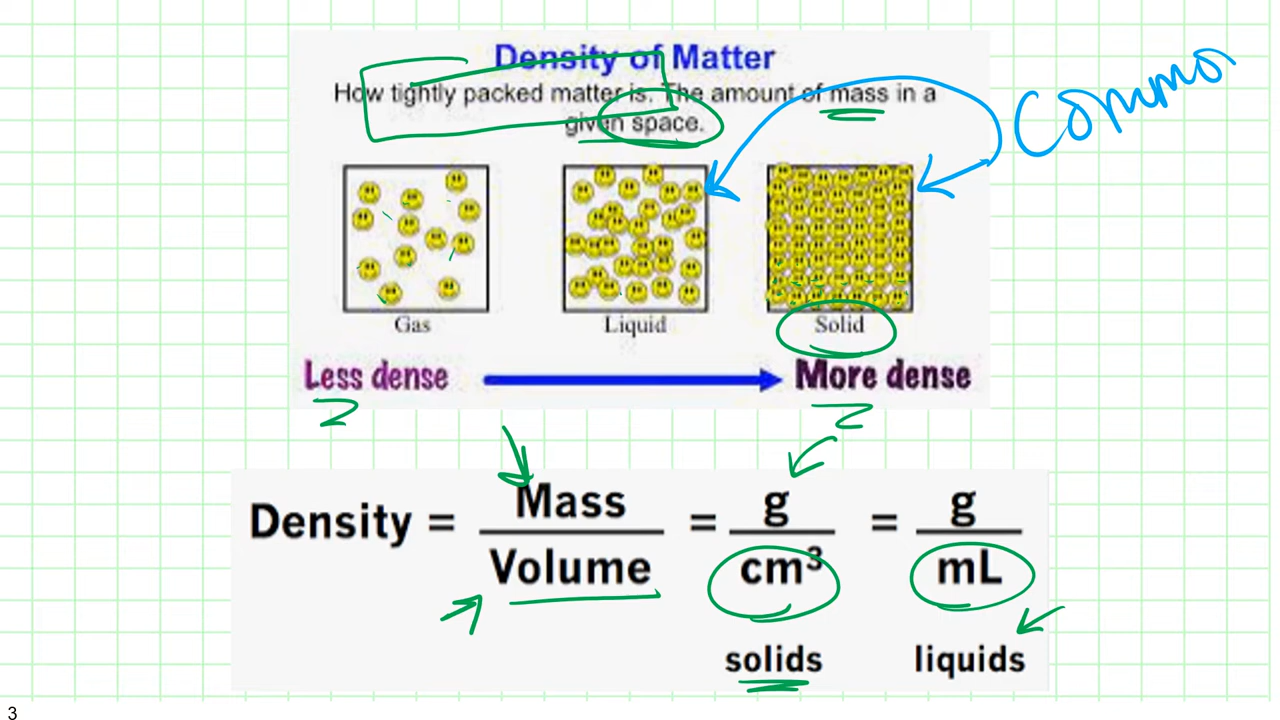 Density of Matter
How tightly packed matter is. The amount of mass in a
given space.
Commo
Gas
Liquid
Solid
Less dense
More dense
Density = Mass / Volume = g / cm³ = g / mL
solids
liquids
3